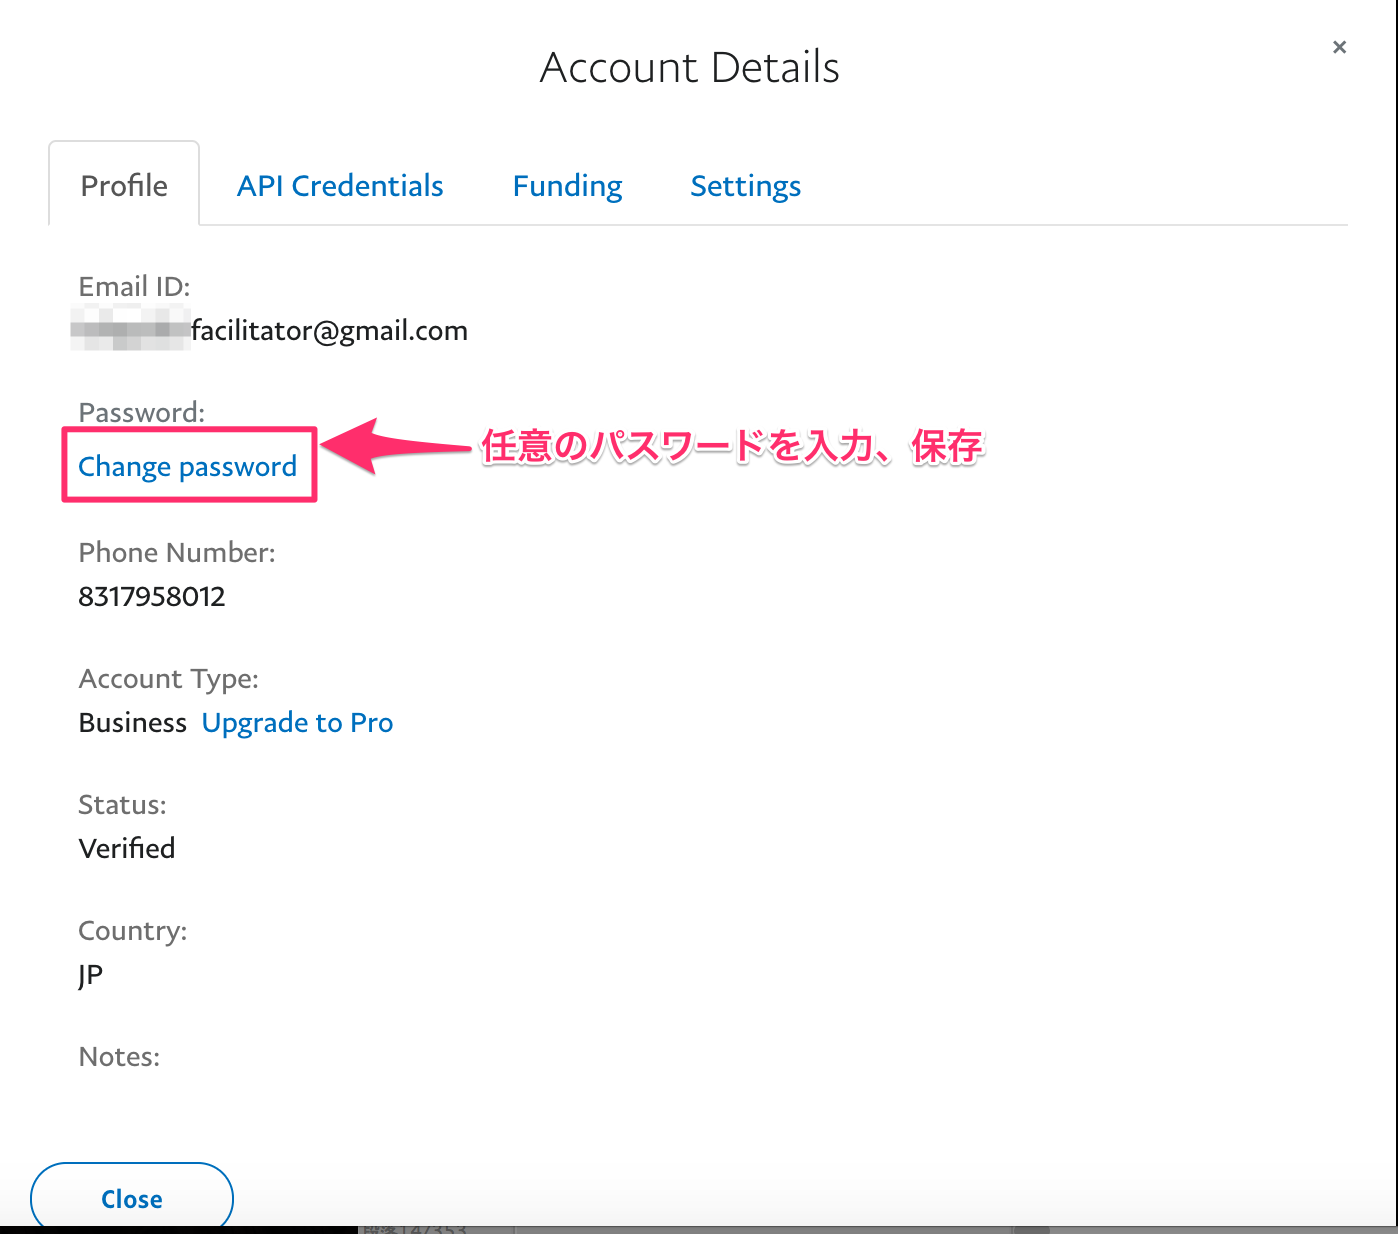 Account Details
×
Profile
API Credentials
Funding
Settings
Email ID:
facilitator@gmail.com
Password:
任意のパスワードを入力、保存
Change password
Phone Number:
8317958012
Account Type:
Business Upgrade to Pro
Status:
Verified
Country:
JP
Notes:
Close